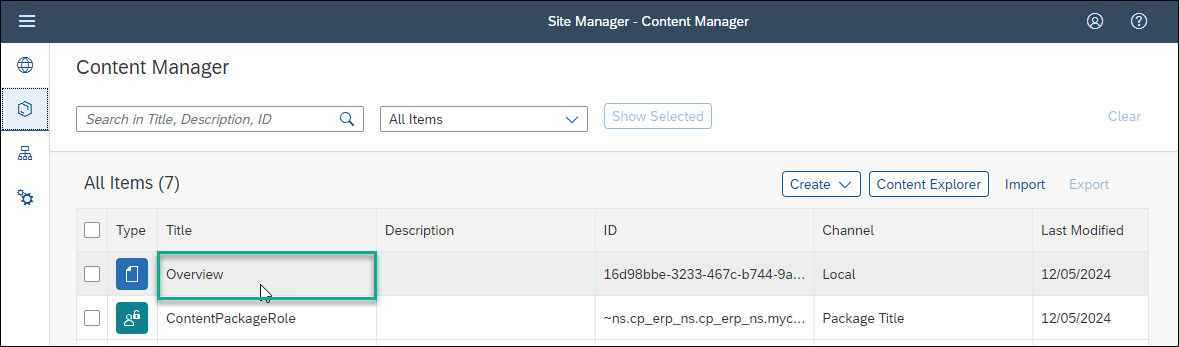 Site Manager - Content Manager
Content Manager
Search in Title, Description, ID
All Items
Show Selected
Clear
All Items (7)
Create
Content Explorer
Import
Export
Type Title Description ID Channel Last Modified
Overview 16d98bbe-3233-467c-b744-9a... Local 12/05/2024
ContentPackageRole ~ns.cp_erp_ns.cp_erp_ns.myc... Package Title 12/05/2024